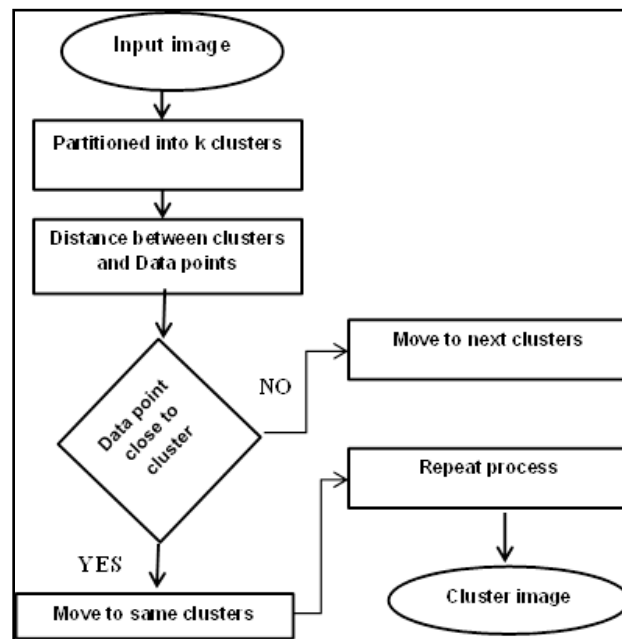 Input image
Partitioned into k clusters
Distance between clusters
and Data points
Data point
close to
cluster
NO
Move to next clusters
YES
Move to same clusters
Repeat process
Cluster image